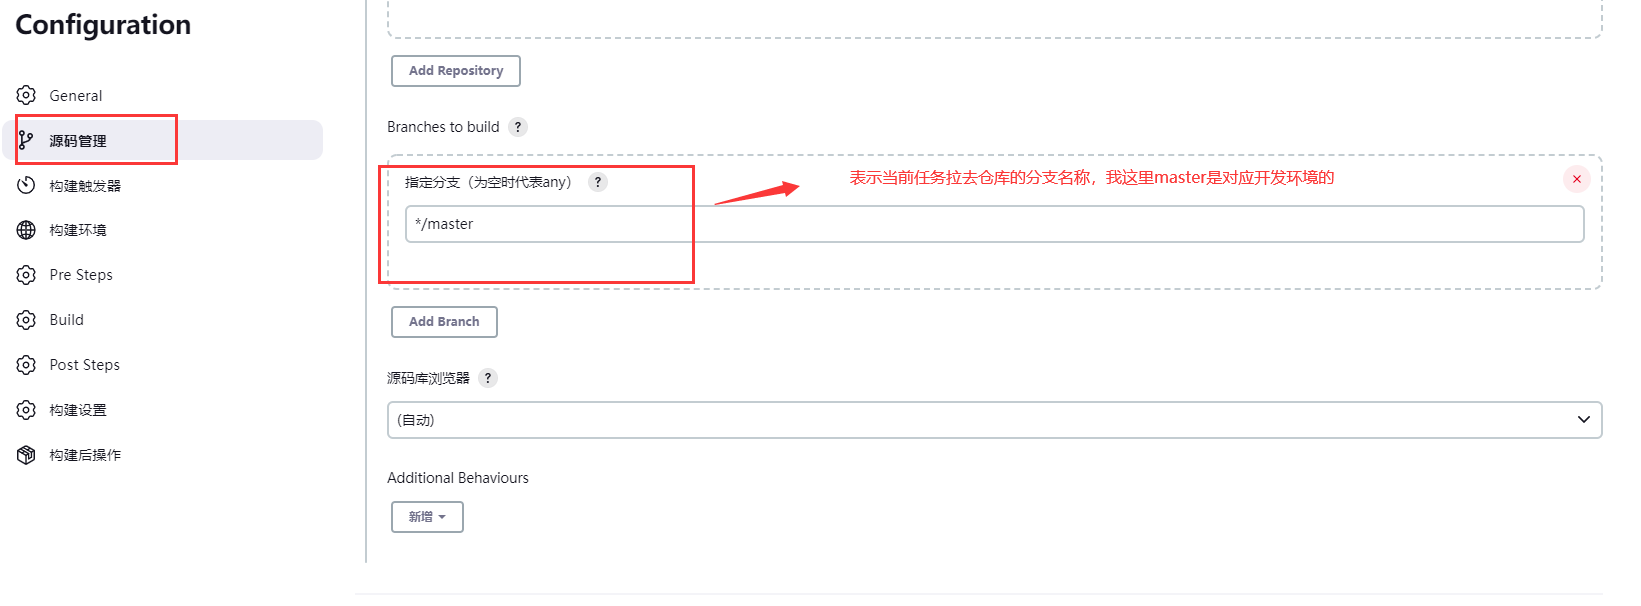 Configuration
General
源码管理
构建触发器
构建环境
Pre Steps
Build
Post Steps
构建设置
构建后操作
Add Repository
Branches to build ?
指定分支（为空时代表any） ?
表示当前任务拉去仓库的分支名称，我这里master是对应开发环境的
*/master
Add Branch
源码库浏览器 ?
(自动)
Additional Behaviours
新增